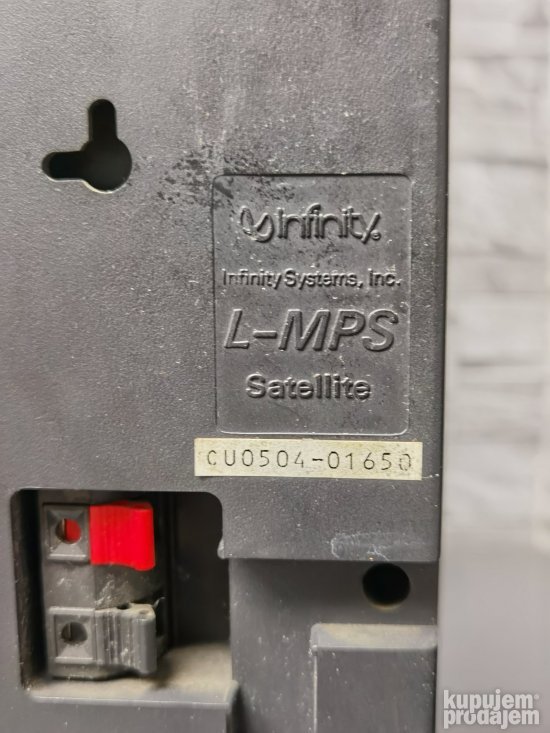 Infinity®
Infinity Systems, Inc.
L-MPS
Satellite
CU0504-01650
kupujem
prodajem